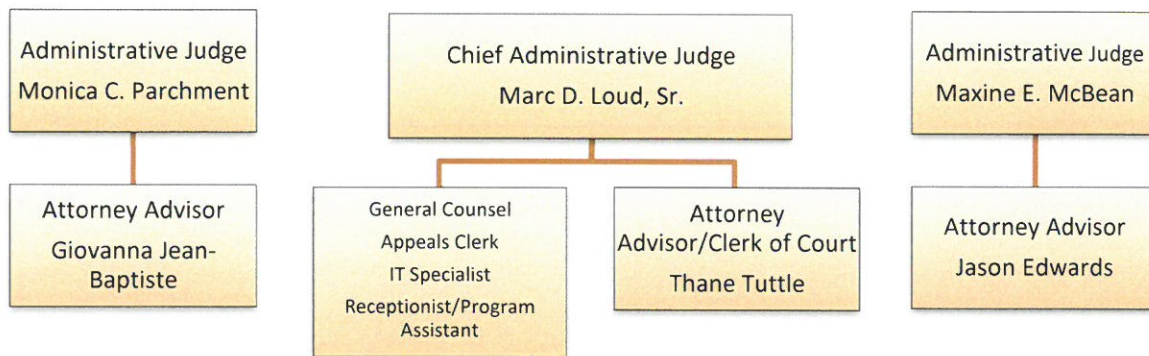 Administrative Judge
Monica C. Parchment
Chief Administrative Judge
Marc D. Loud, Sr.
Administrative Judge
Maxine E. McBean
Attorney Advisor
Giovanna Jean-
Baptiste
General Counsel
Appeals Clerk
IT Specialist
Receptionist/Program
Assistant
Attorney
Advisor/Clerk of Court
Thane Tuttle
Attorney Advisor
Jason Edwards